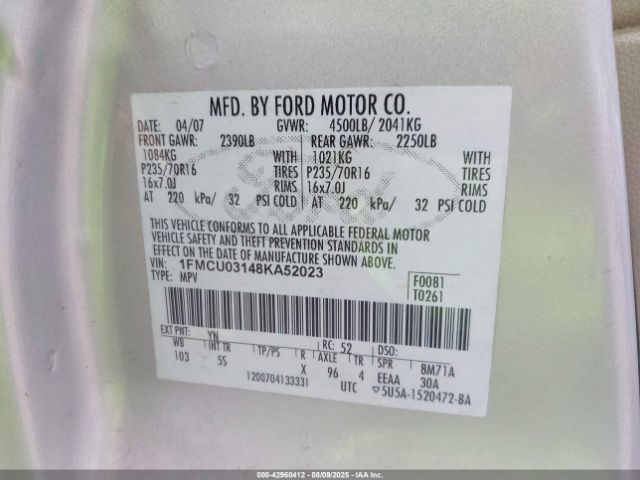 MFD. BY FORD MOTOR CO.
DATE: 04/07 GVWR: 4500LB/ 2041KG
FRONT GAWR: 2390LB REAR GAWR: 2250LB
1084KG WITH 1021KG WITH
P235/70R16 TIRES P235/70R16 TIRES
16x7.0J RIMS 16x7.0J RIMS
AT 220 kPa/ 32 PSI COLD AT 220 kPa/ 32 PSI COLD
THIS VEHICLE CONFORMS TO ALL APPLICABLE FEDERAL MOTOR
VEHICLE SAFETY AND THEFT PREVENTION STANDARDS IN
EFFECT ON THE DATE OF MANUFACTURE SHOWN ABOVE.
VIN: 1FMCU03148KA52023
TYPE: MPV
F0081
T0261
EXT PNT: YN RC: 52 DSO:
WB INT TR TP/PS R AXLE TR SPR 8M71A
103 5S X 96 4 EEAA 30A
1200704133331 UTC 5U5A-1520472-BA
Ford
000-42960412 - 08/09/2025 - iaai.com